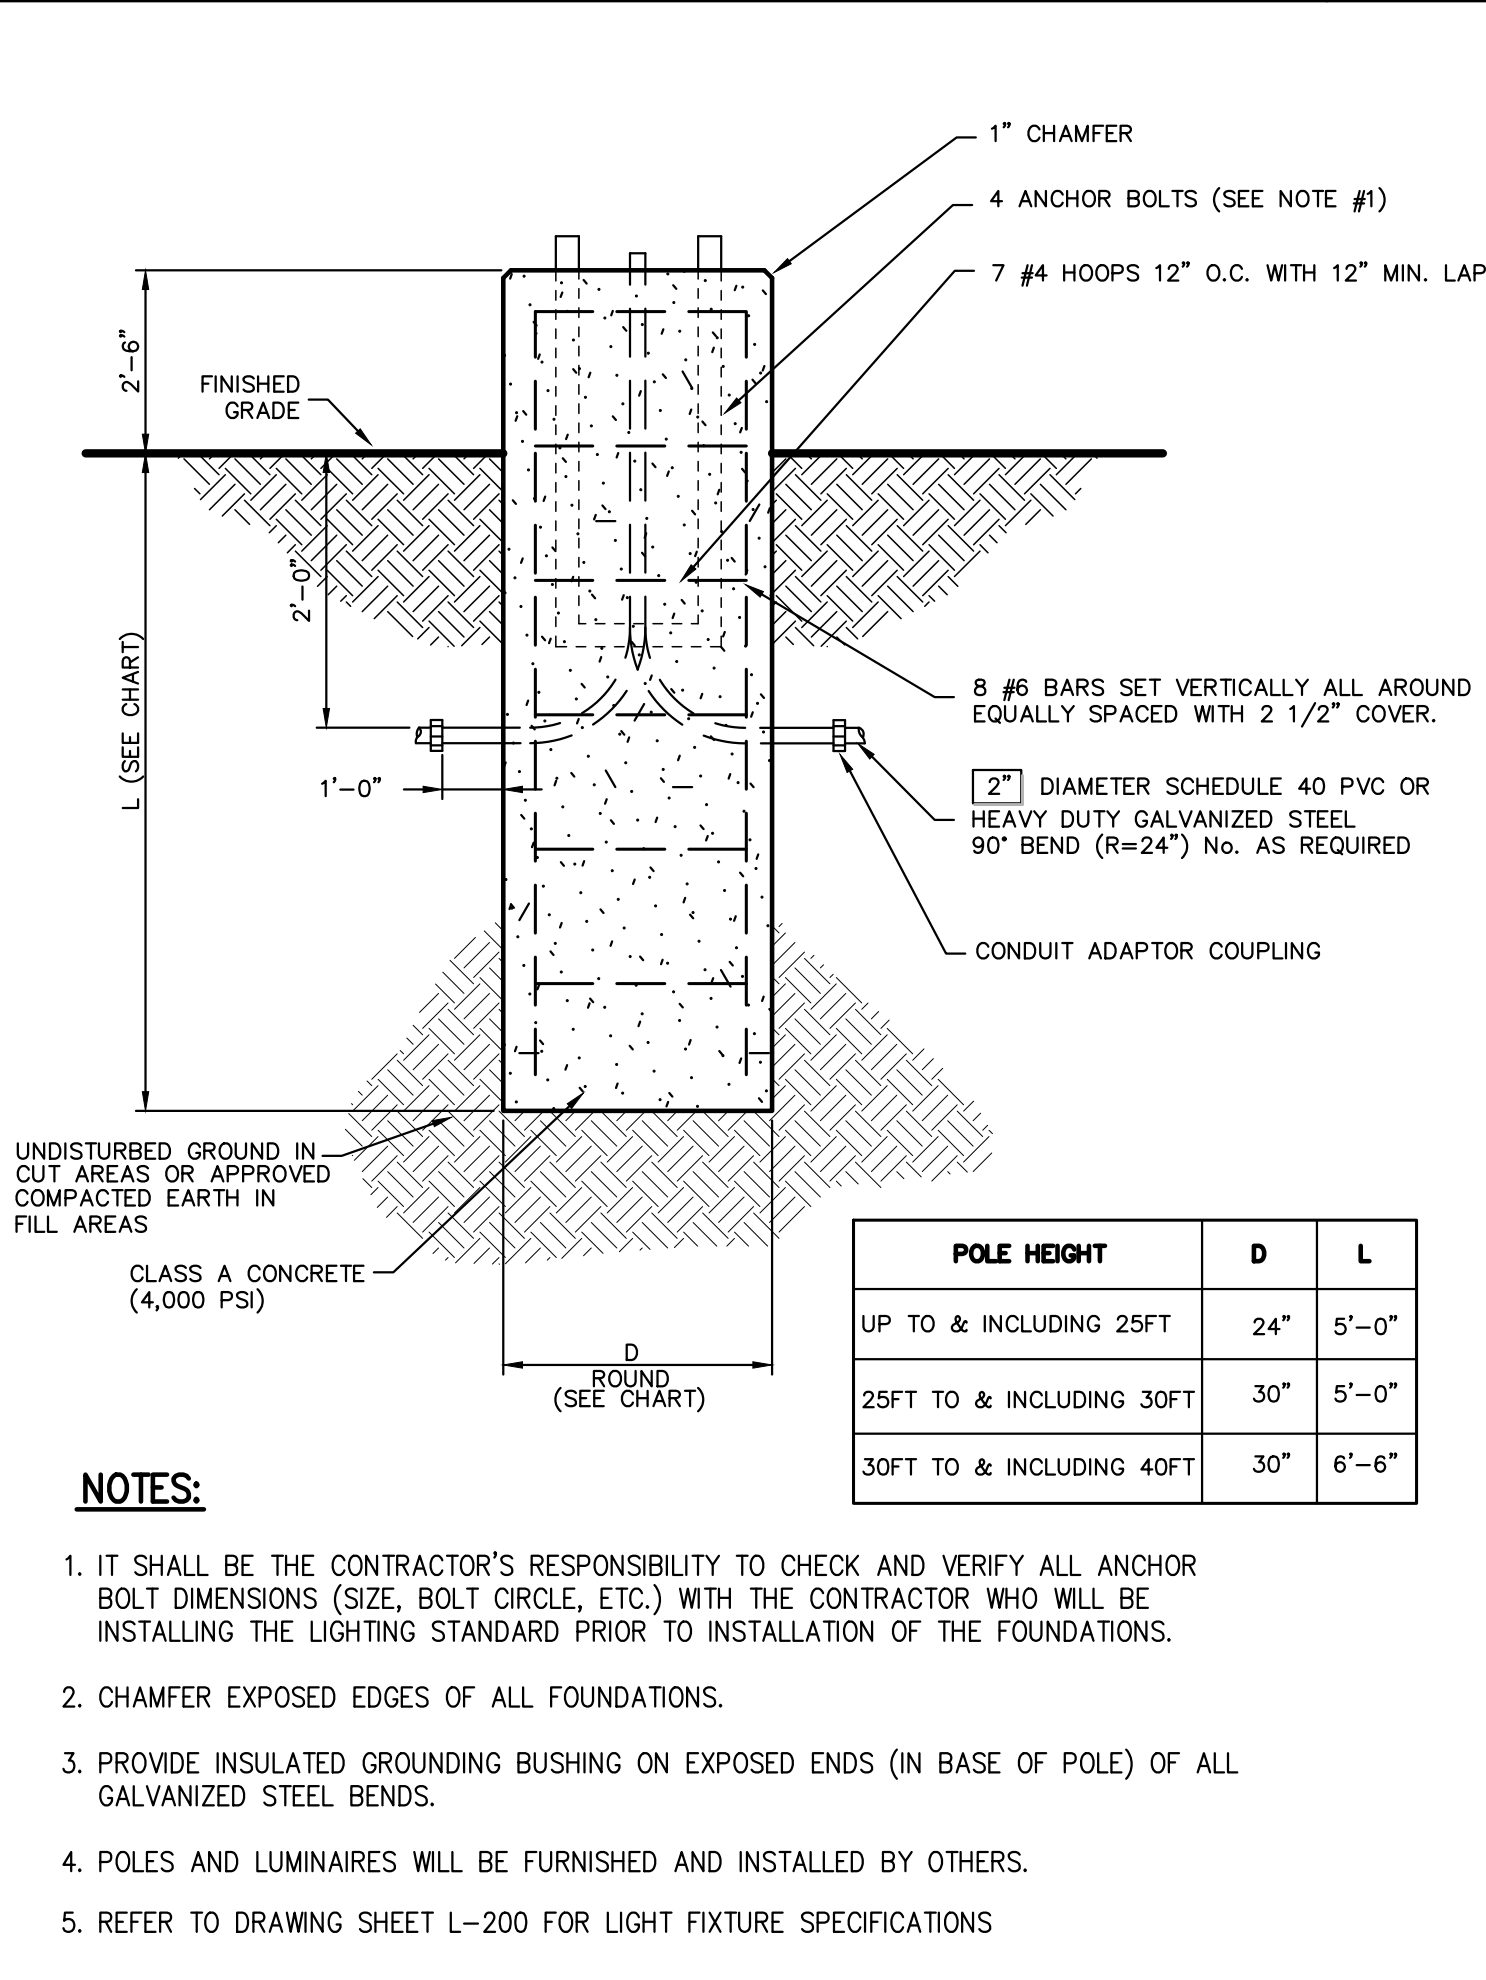 1" CHAMFER
4 ANCHOR BOLTS (SEE NOTE #1)
7 #4 HOOPS 12" O.C. WITH 12" MIN. LAP
2'-6"
FINISHED
GRADE
2'-0"
L (SEE CHART)
8 #6 BARS SET VERTICALLY ALL AROUND
EQUALLY SPACED WITH 2 1/2" COVER.
1'-0"
2" DIAMETER SCHEDULE 40 PVC OR
HEAVY DUTY GALVANIZED STEEL
90° BEND (R=24") No. AS REQUIRED
CONDUIT ADAPTOR COUPLING
UNDISTURBED GROUND IN
CUT AREAS OR APPROVED
COMPACTED EARTH IN
FILL AREAS
CLASS A CONCRETE
(4,000 PSI)
D
ROUND
(SEE CHART)
POLE HEIGHT D L
UP TO & INCLUDING 25FT 24" 5'-0"
25FT TO & INCLUDING 30FT 30" 5'-0"
30FT TO & INCLUDING 40FT 30" 6'-6"
NOTES:
1. IT SHALL BE THE CONTRACTOR'S RESPONSIBILITY TO CHECK AND VERIFY ALL ANCHOR
BOLT DIMENSIONS (SIZE, BOLT CIRCLE, ETC.) WITH THE CONTRACTOR WHO WILL BE
INSTALLING THE LIGHTING STANDARD PRIOR TO INSTALLATION OF THE FOUNDATIONS.
2. CHAMFER EXPOSED EDGES OF ALL FOUNDATIONS.
3. PROVIDE INSULATED GROUNDING BUSHING ON EXPOSED ENDS (IN BASE OF POLE) OF ALL
GALVANIZED STEEL BENDS.
4. POLES AND LUMINAIRES WILL BE FURNISHED AND INSTALLED BY OTHERS.
5. REFER TO DRAWING SHEET L-200 FOR LIGHT FIXTURE SPECIFICATIONS